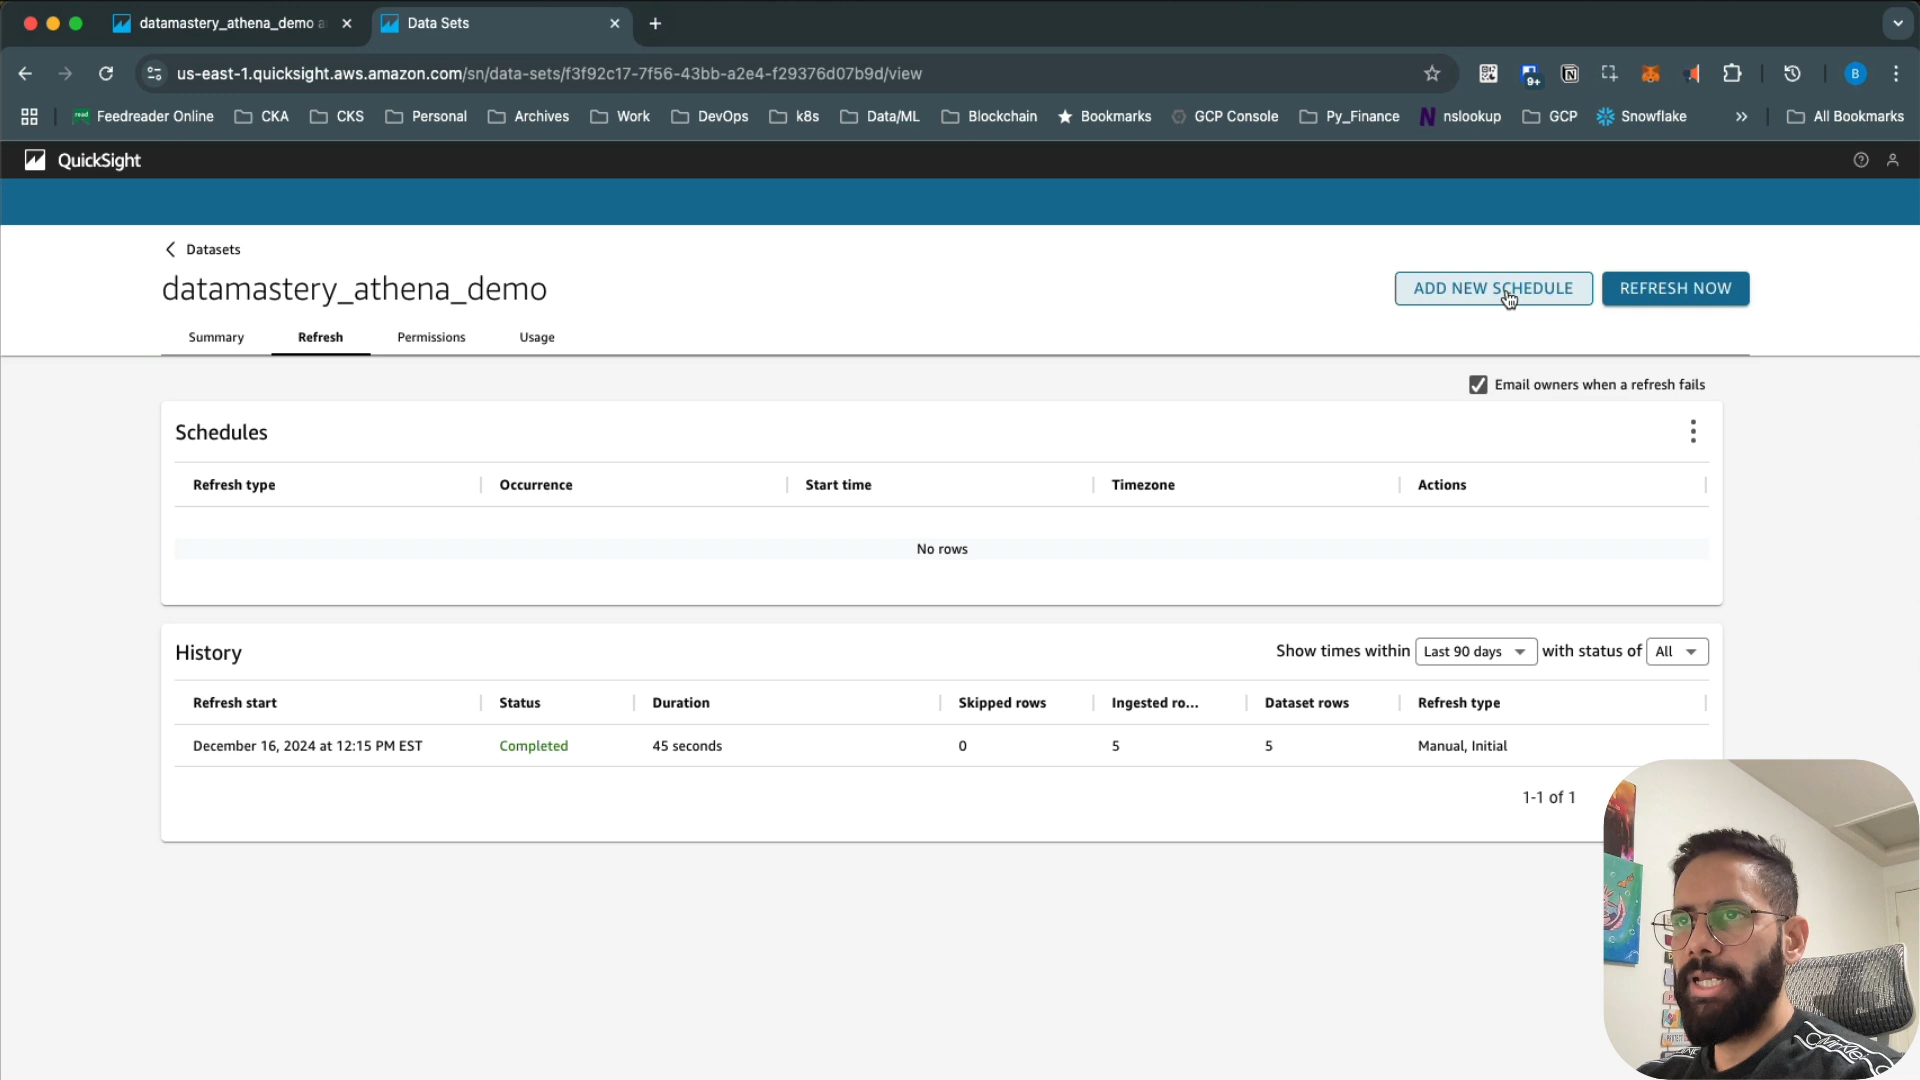 datamastery_athena_demo
Data Sets
us-east-1.quicksight.aws.amazon.com/sn/data-sets/f3f92c17-7f56-43bb-a2e4-f29376d07b9d/view
9+
B
read
Feedreader Online
CKA
CKS
Personal
Archives
Work
DevOps
k8s
Data/ML
Blockchain
Bookmarks
GCP Console
Py_Finance
nslookup
GCP
Snowflake
All Bookmarks
QuickSight
Datasets
datamastery_athena_demo
ADD NEW SCHEDULE
REFRESH NOW
Summary
Refresh
Permissions
Usage
Email owners when a refresh fails
Schedules
Refresh type
Occurrence
Start time
Timezone
Actions
No rows
History
Show times within Last 90 days with status of All
Refresh start
Status
Duration
Skipped rows
Ingested ro...
Dataset rows
Refresh type
December 16, 2024 at 12:15 PM EST
Completed
45 seconds
0
5
5
Manual, Initial
1-1 of 1